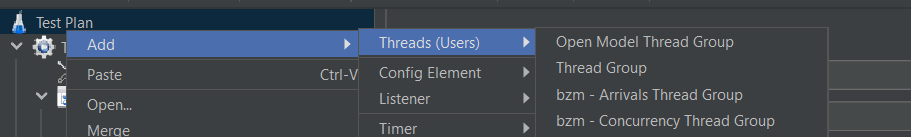 Test Plan
Add
Paste
Ctrl-V
Open...
Merge
Threads (Users)
Config Element
Listener
Timer
Open Model Thread Group
Thread Group
bzm - Arrivals Thread Group
bzm - Concurrency Thread Group